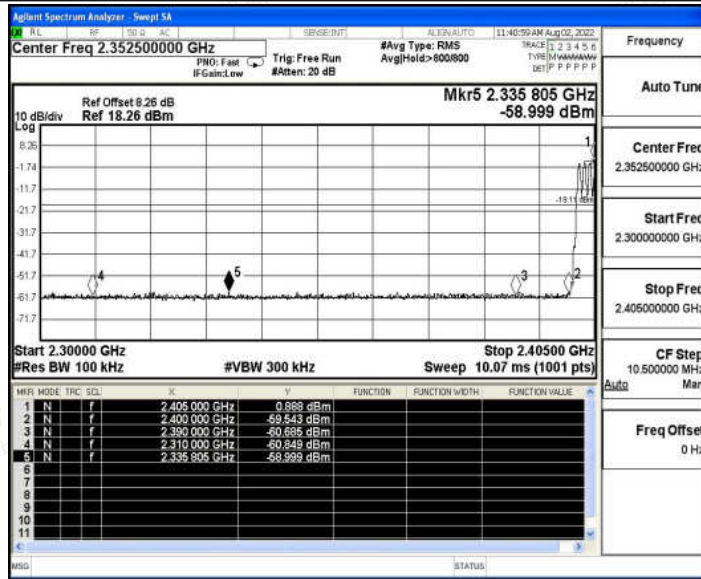 Agilent Spectrum Analyzer - Swept SA
RL RF 50 Ω AC SENSE:INT ALIGN AUTO 11:40:59 AM Aug 02, 2022
Center Freq 2.352500000 GHz
PNO: Fast
IFGain:Low
Trig: Free Run
#Atten: 20 dB
#Avg Type: RMS
Avg|Hold:>800/800
TRACE 1 2 3 4 5 6
TYPE
DET P P P P P P
Mkr5 2.335 805 GHz
-58.999 dBm
Ref Offset 8.26 dB
10 dB/div Ref 18.26 dBm
Log
8.26
-1.74
-11.7
-21.7
-31.7
-41.7
-51.7
-61.7
-71.7
1
-19.11 dBm
4
5
3
2
Start 2.30000 GHz Stop 2.40500 GHz
#Res BW 100 kHz #VBW 300 kHz Sweep 10.07 ms (1001 pts)
MKR MODE TRC SCL X Y FUNCTION FUNCTION WIDTH FUNCTION VALUE
1 N f 2.405 000 GHz 0.888 dBm
2 N f 2.400 000 GHz -59.543 dBm
3 N f 2.390 000 GHz -60.685 dBm
4 N f 2.310 000 GHz -60.849 dBm
5 N f 2.335 805 GHz -58.999 dBm
6
7
8
9
10
11
MSG STATUS
Frequency
Auto Tune
Center Freq
2.352500000 GHz
Start Freq
2.300000000 GHz
Stop Freq
2.405000000 GHz
CF Step
10.500000 MHz
Auto Man
Freq Offset
0 Hz